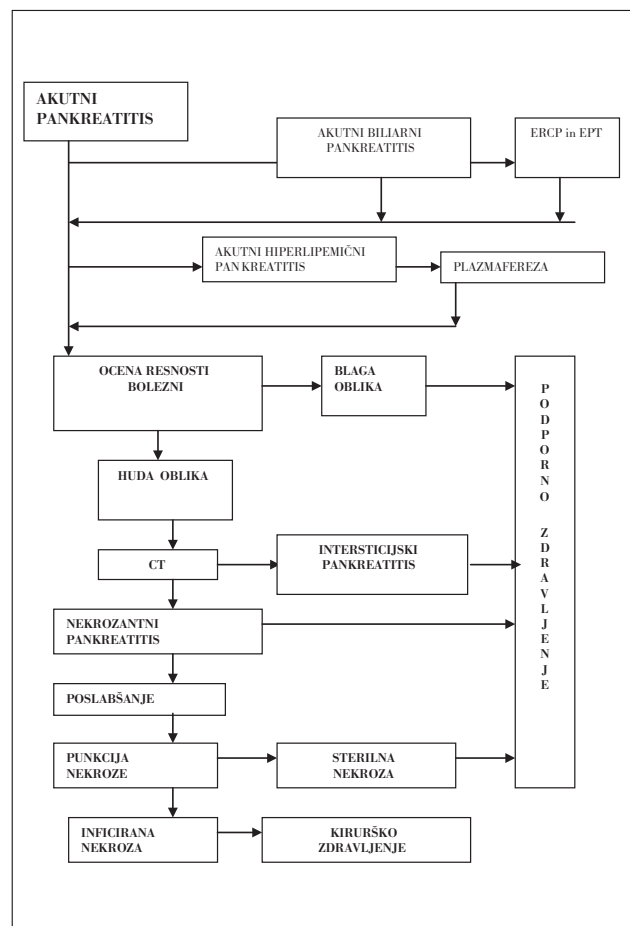 AKUTNI
PANKREATITIS
AKUTNI BILIARNI
PANKREATITIS
ERCP in EPT
AKUTNI HIPERLIPEMIČNI
PANKREATITIS
PLAZMAFEREZA
OCENA RESNOSTI
BOLEZNI
BLAGA
OBLIKA
PODPORNO ZDRAVLJENJE
HUDA OBLIKA
CT
INTERSTICIJSKI
PANKREATITIS
NEKROZANTNI
PANKREATITIS
POSLABŠANJE
PUNKCIJA
NEKROZE
STERILNA
NEKROZA
INFICIRANA
NEKROZA
KIRURŠKO
ZDRAVLJENJE